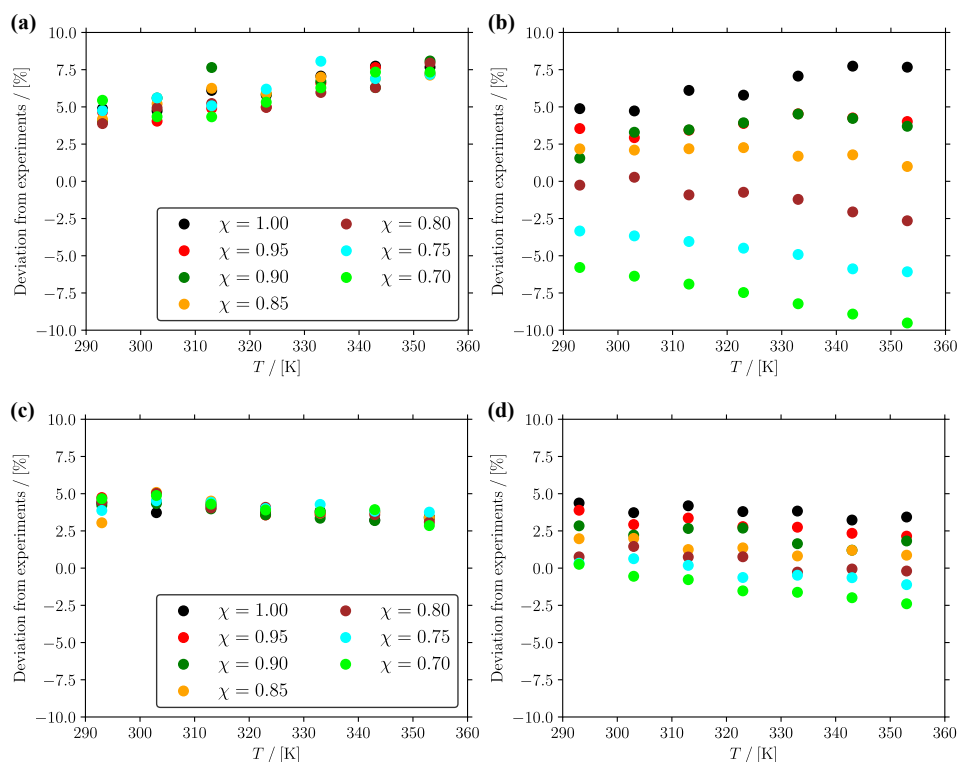 (a)
10.0
7.5
5.0
2.5
0.0
−2.5
−5.0
−7.5
−10.0
Deviation from experiments / [%]
χ = 1.00
χ = 0.95
χ = 0.90
χ = 0.85
χ = 0.80
χ = 0.75
χ = 0.70
290 300 310 320 330 340 350 360
T / [K]
(b)
10.0
7.5
5.0
2.5
0.0
−2.5
−5.0
−7.5
−10.0
Deviation from experiments / [%]
290 300 310 320 330 340 350 360
T / [K]
(c)
10.0
7.5
5.0
2.5
0.0
−2.5
−5.0
−7.5
−10.0
Deviation from experiments / [%]
χ = 1.00
χ = 0.95
χ = 0.90
χ = 0.85
χ = 0.80
χ = 0.75
χ = 0.70
290 300 310 320 330 340 350 360
T / [K]
(d)
10.0
7.5
5.0
2.5
0.0
−2.5
−5.0
−7.5
−10.0
Deviation from experiments / [%]
290 300 310 320 330 340 350 360
T / [K]